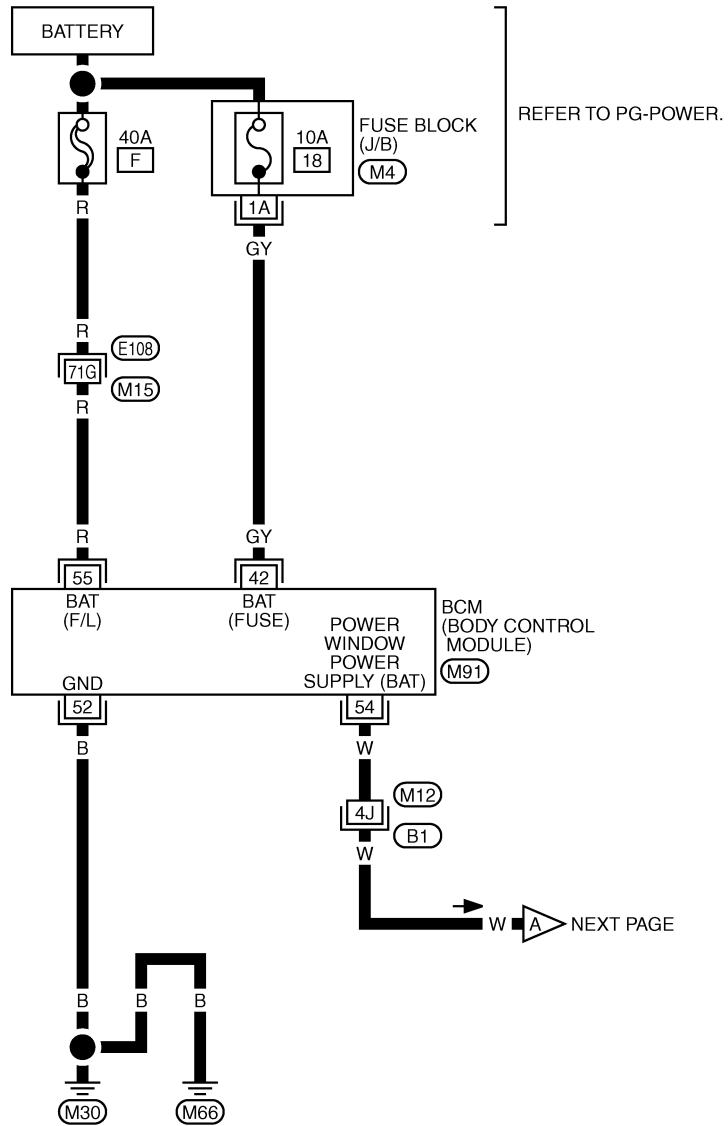 BATTERY
REFER TO PG-POWER.
40A
F
10A
18
FUSE BLOCK
(J/B)
M4
R
1A
GY
R
E108
71G
M15
R
R
GY
55
42
BAT
(F/L)
BAT
(FUSE)
POWER
WINDOW
POWER
SUPPLY (BAT)
BCM
(BODY CONTROL
MODULE)
M91
GND
52
54
B
W
M12
4J
B1
W
W
A
NEXT PAGE
B
B
B
M30
M66